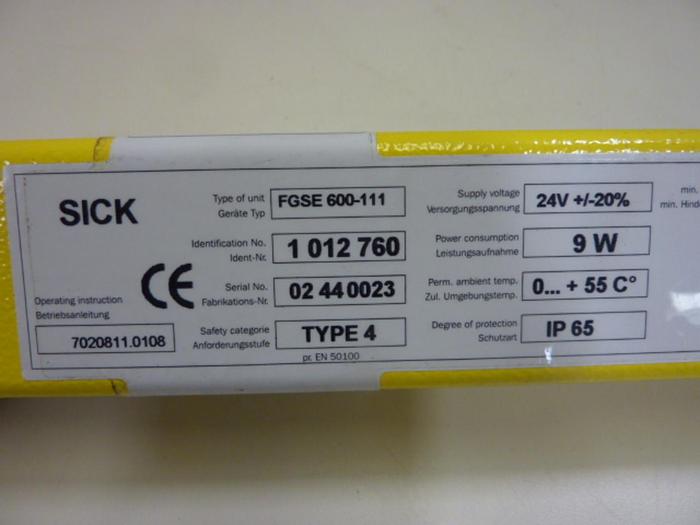 SICK
Type of unit FGSE 600-111
Geräte Typ
Identification No. 1 012 760
Ident-Nr.
Serial No. 02 44 0023
Fabrikations-Nr.
Safety categorie TYPE 4
Anforderungsstufe
pr. EN 50100
Operating instruction
Betriebsanleitung
7020811.0108
CE
Supply voltage 24V +/-20%
Versorgungsspannung
Power consumption 9 W
Leistungsaufnahme
Perm. ambient temp. 0... + 55 C°
Zul. Umgebungstemp.
Degree of protection IP 65
Schutzart
min.
min. Hind